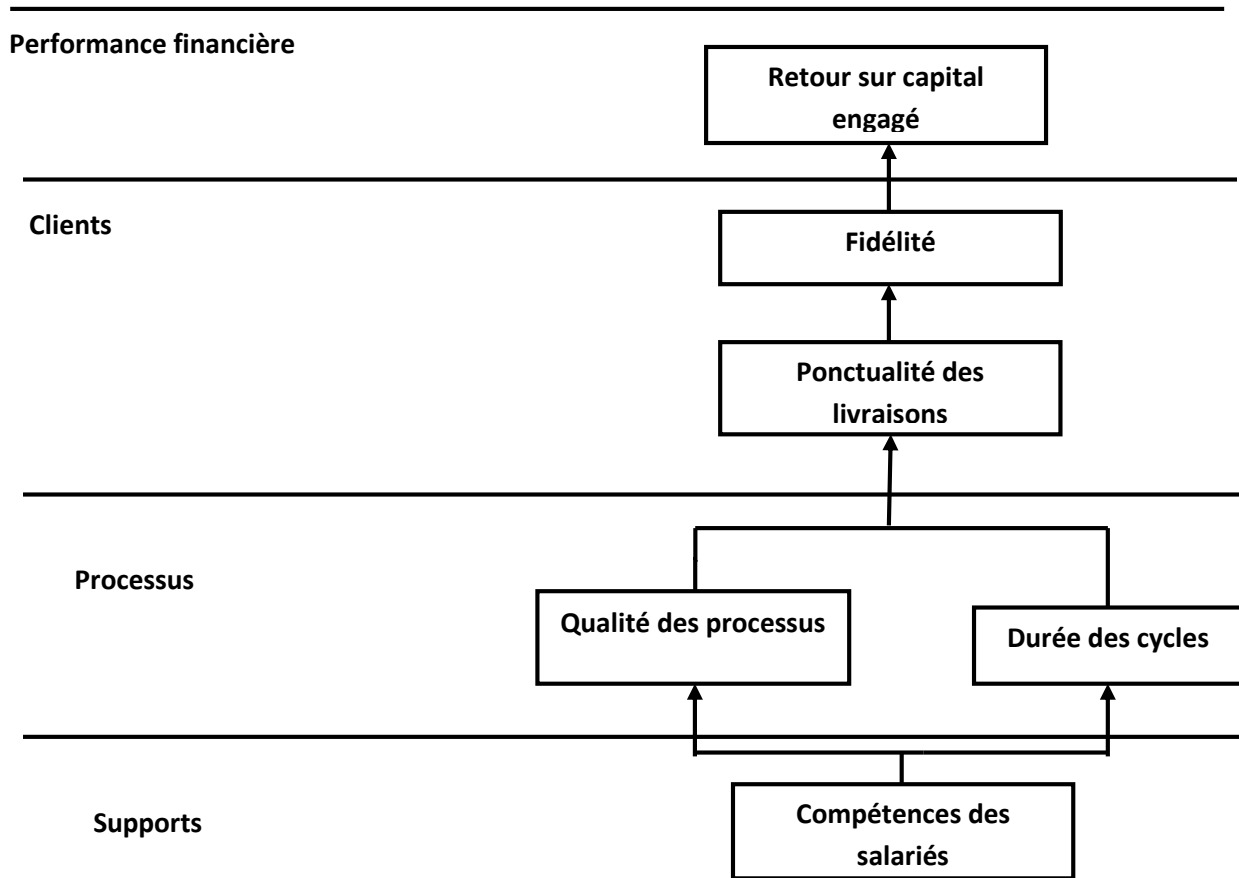 Performance financière
Retour sur capital
engagé
Clients
Fidélité
Ponctualité des
livraisons
Processus
Qualité des processus
Durée des cycles
Supports
Compétences des
salariés